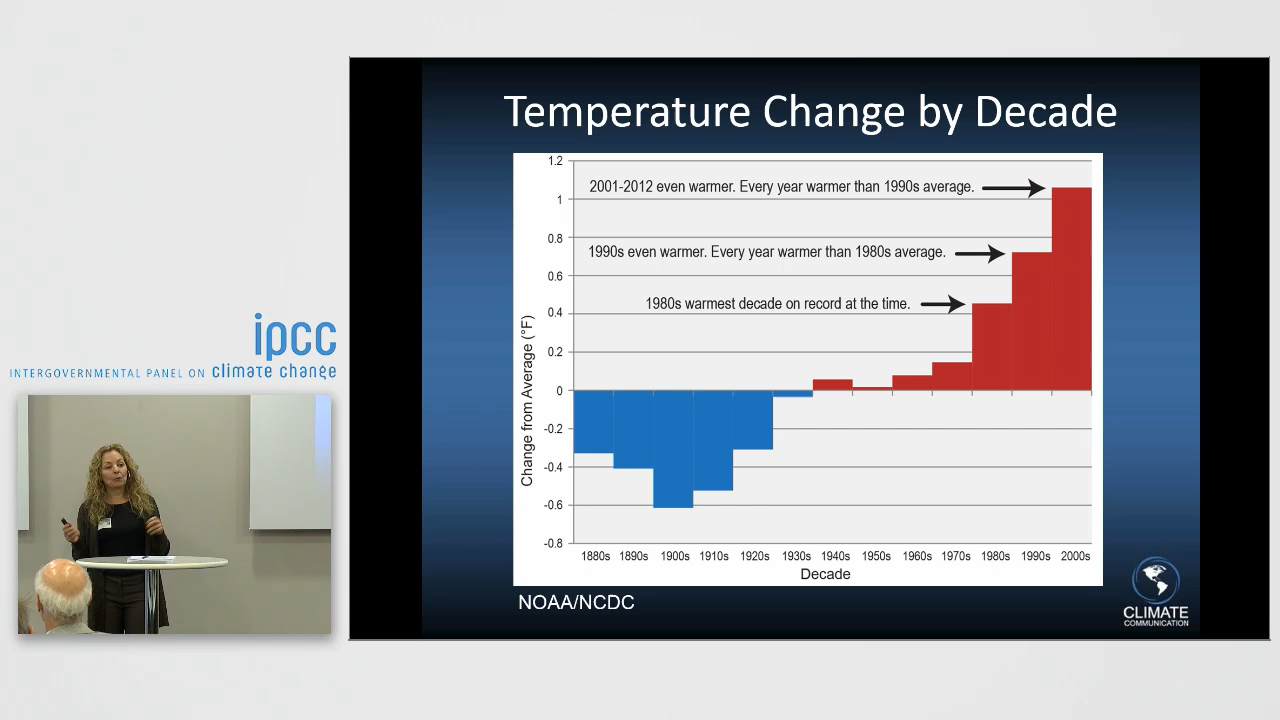 Temperature Change by Decade
1.2
1
0.8
0.6
0.4
0.2
0
-0.2
-0.4
-0.6
-0.8
Change from Average (°F)
2001-2012 even warmer. Every year warmer than 1990s average.
1990s even warmer. Every year warmer than 1980s average.
1980s warmest decade on record at the time.
1880s 1890s 1900s 1910s 1920s 1930s 1940s 1950s 1960s 1970s 1980s 1990s 2000s
Decade
NOAA/NCDC
CLIMATE
COMMUNICATION
ipcc
INTERGOVERNMENTAL PANEL ON climate change